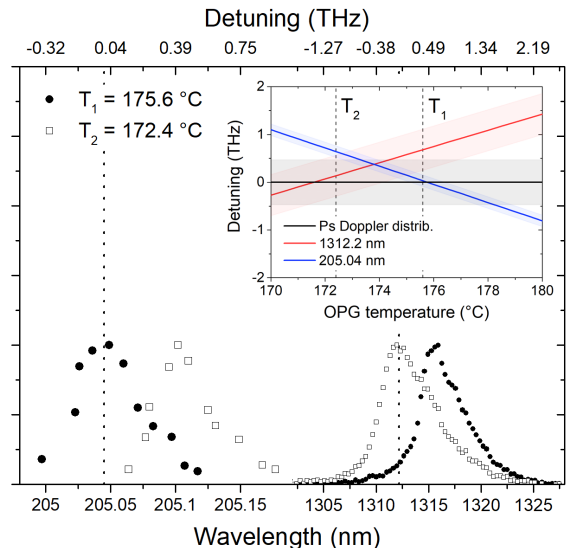 Detuning (THz)
-0.32 0.04 0.49 0.75 -1.27 -0.38 0.49 1.34 2.19
T1 = 175.6 °C
T2 = 172.4 °C
2
1
0
-1
-2
Detuning (THz)
T2 T1
Ps Doppler distrib.
1312.2 nm
205.04 nm
170 172 174 176 178 180
OPG temperature (°C)
205 205.05 205.1 205.15 1305 1310 1315 1320 1325
Wavelength (nm)